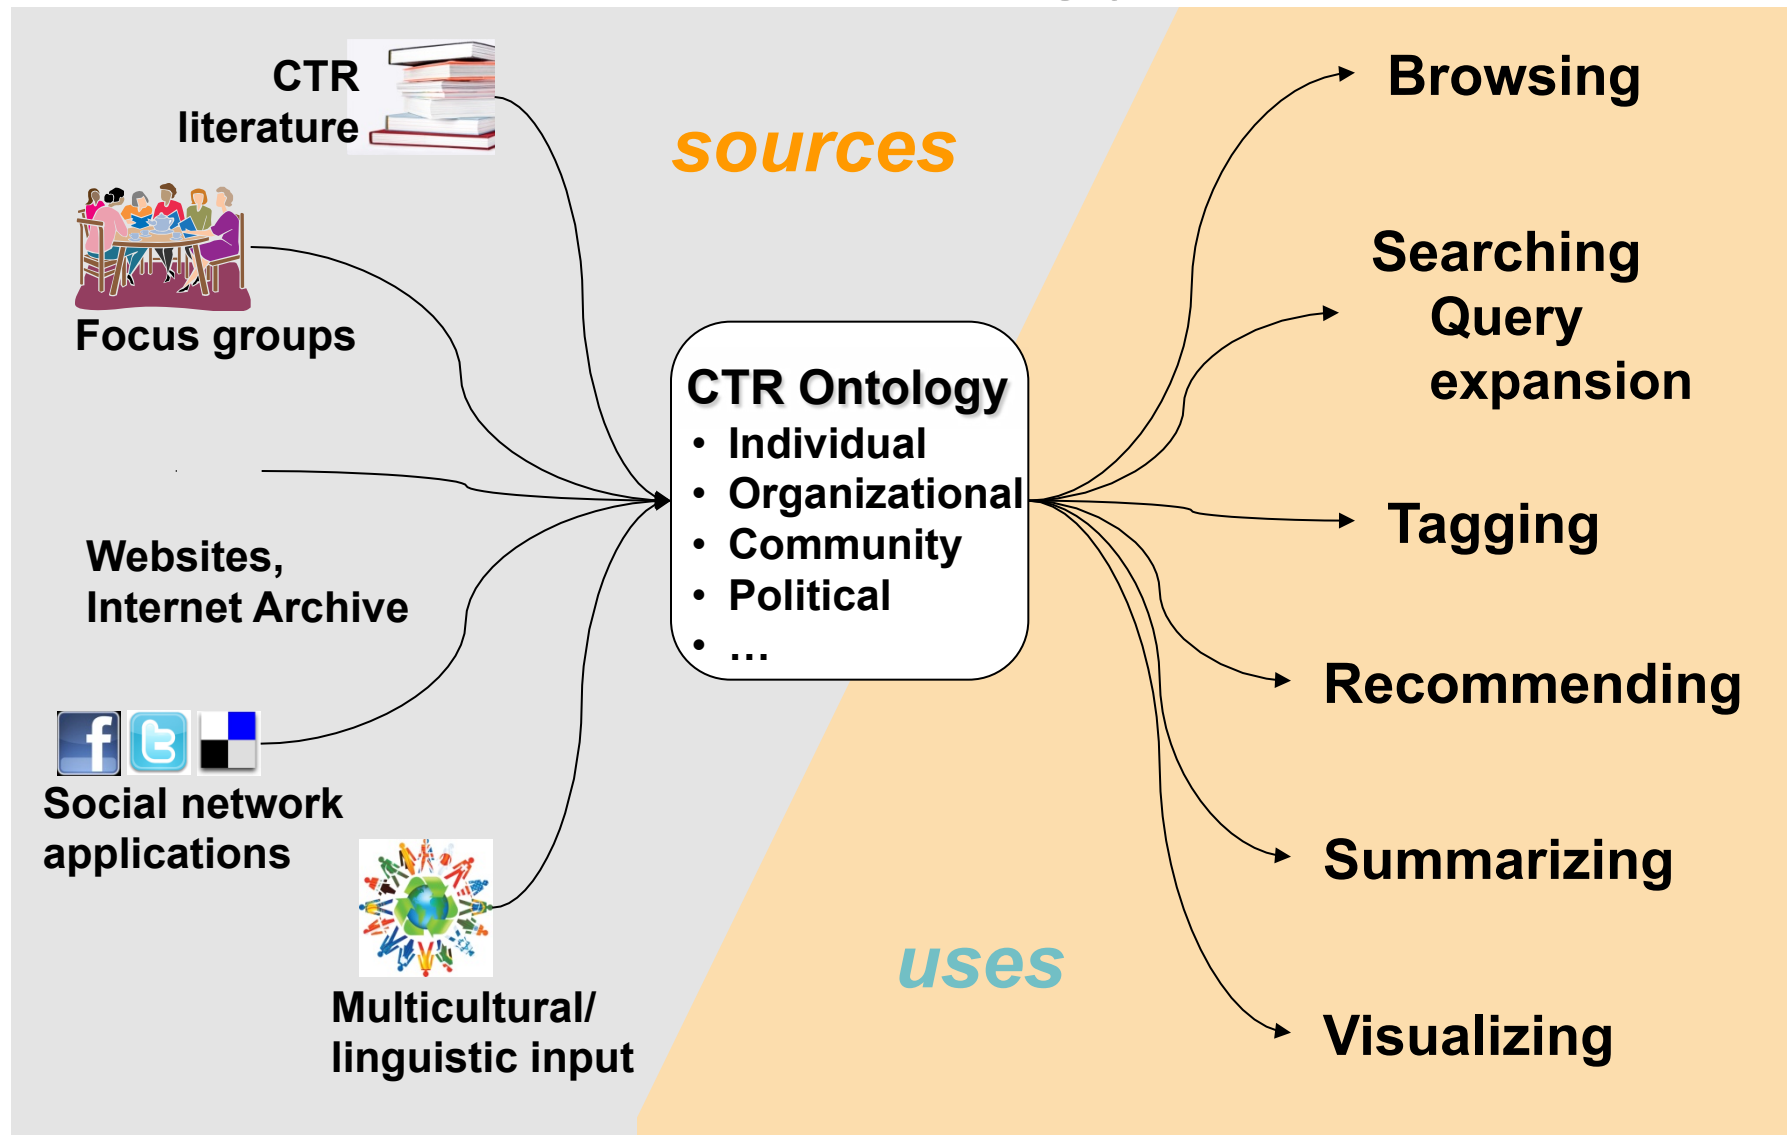 CTR
literature
sources
Focus groups
Websites,
Internet Archive
Social network
applications
Multicultural/
linguistic input
CTR Ontology
• Individual
• Organizational
• Community
• Political
• …
Browsing
Searching
Query
expansion
Tagging
Recommending
Summarizing
Visualizing
uses